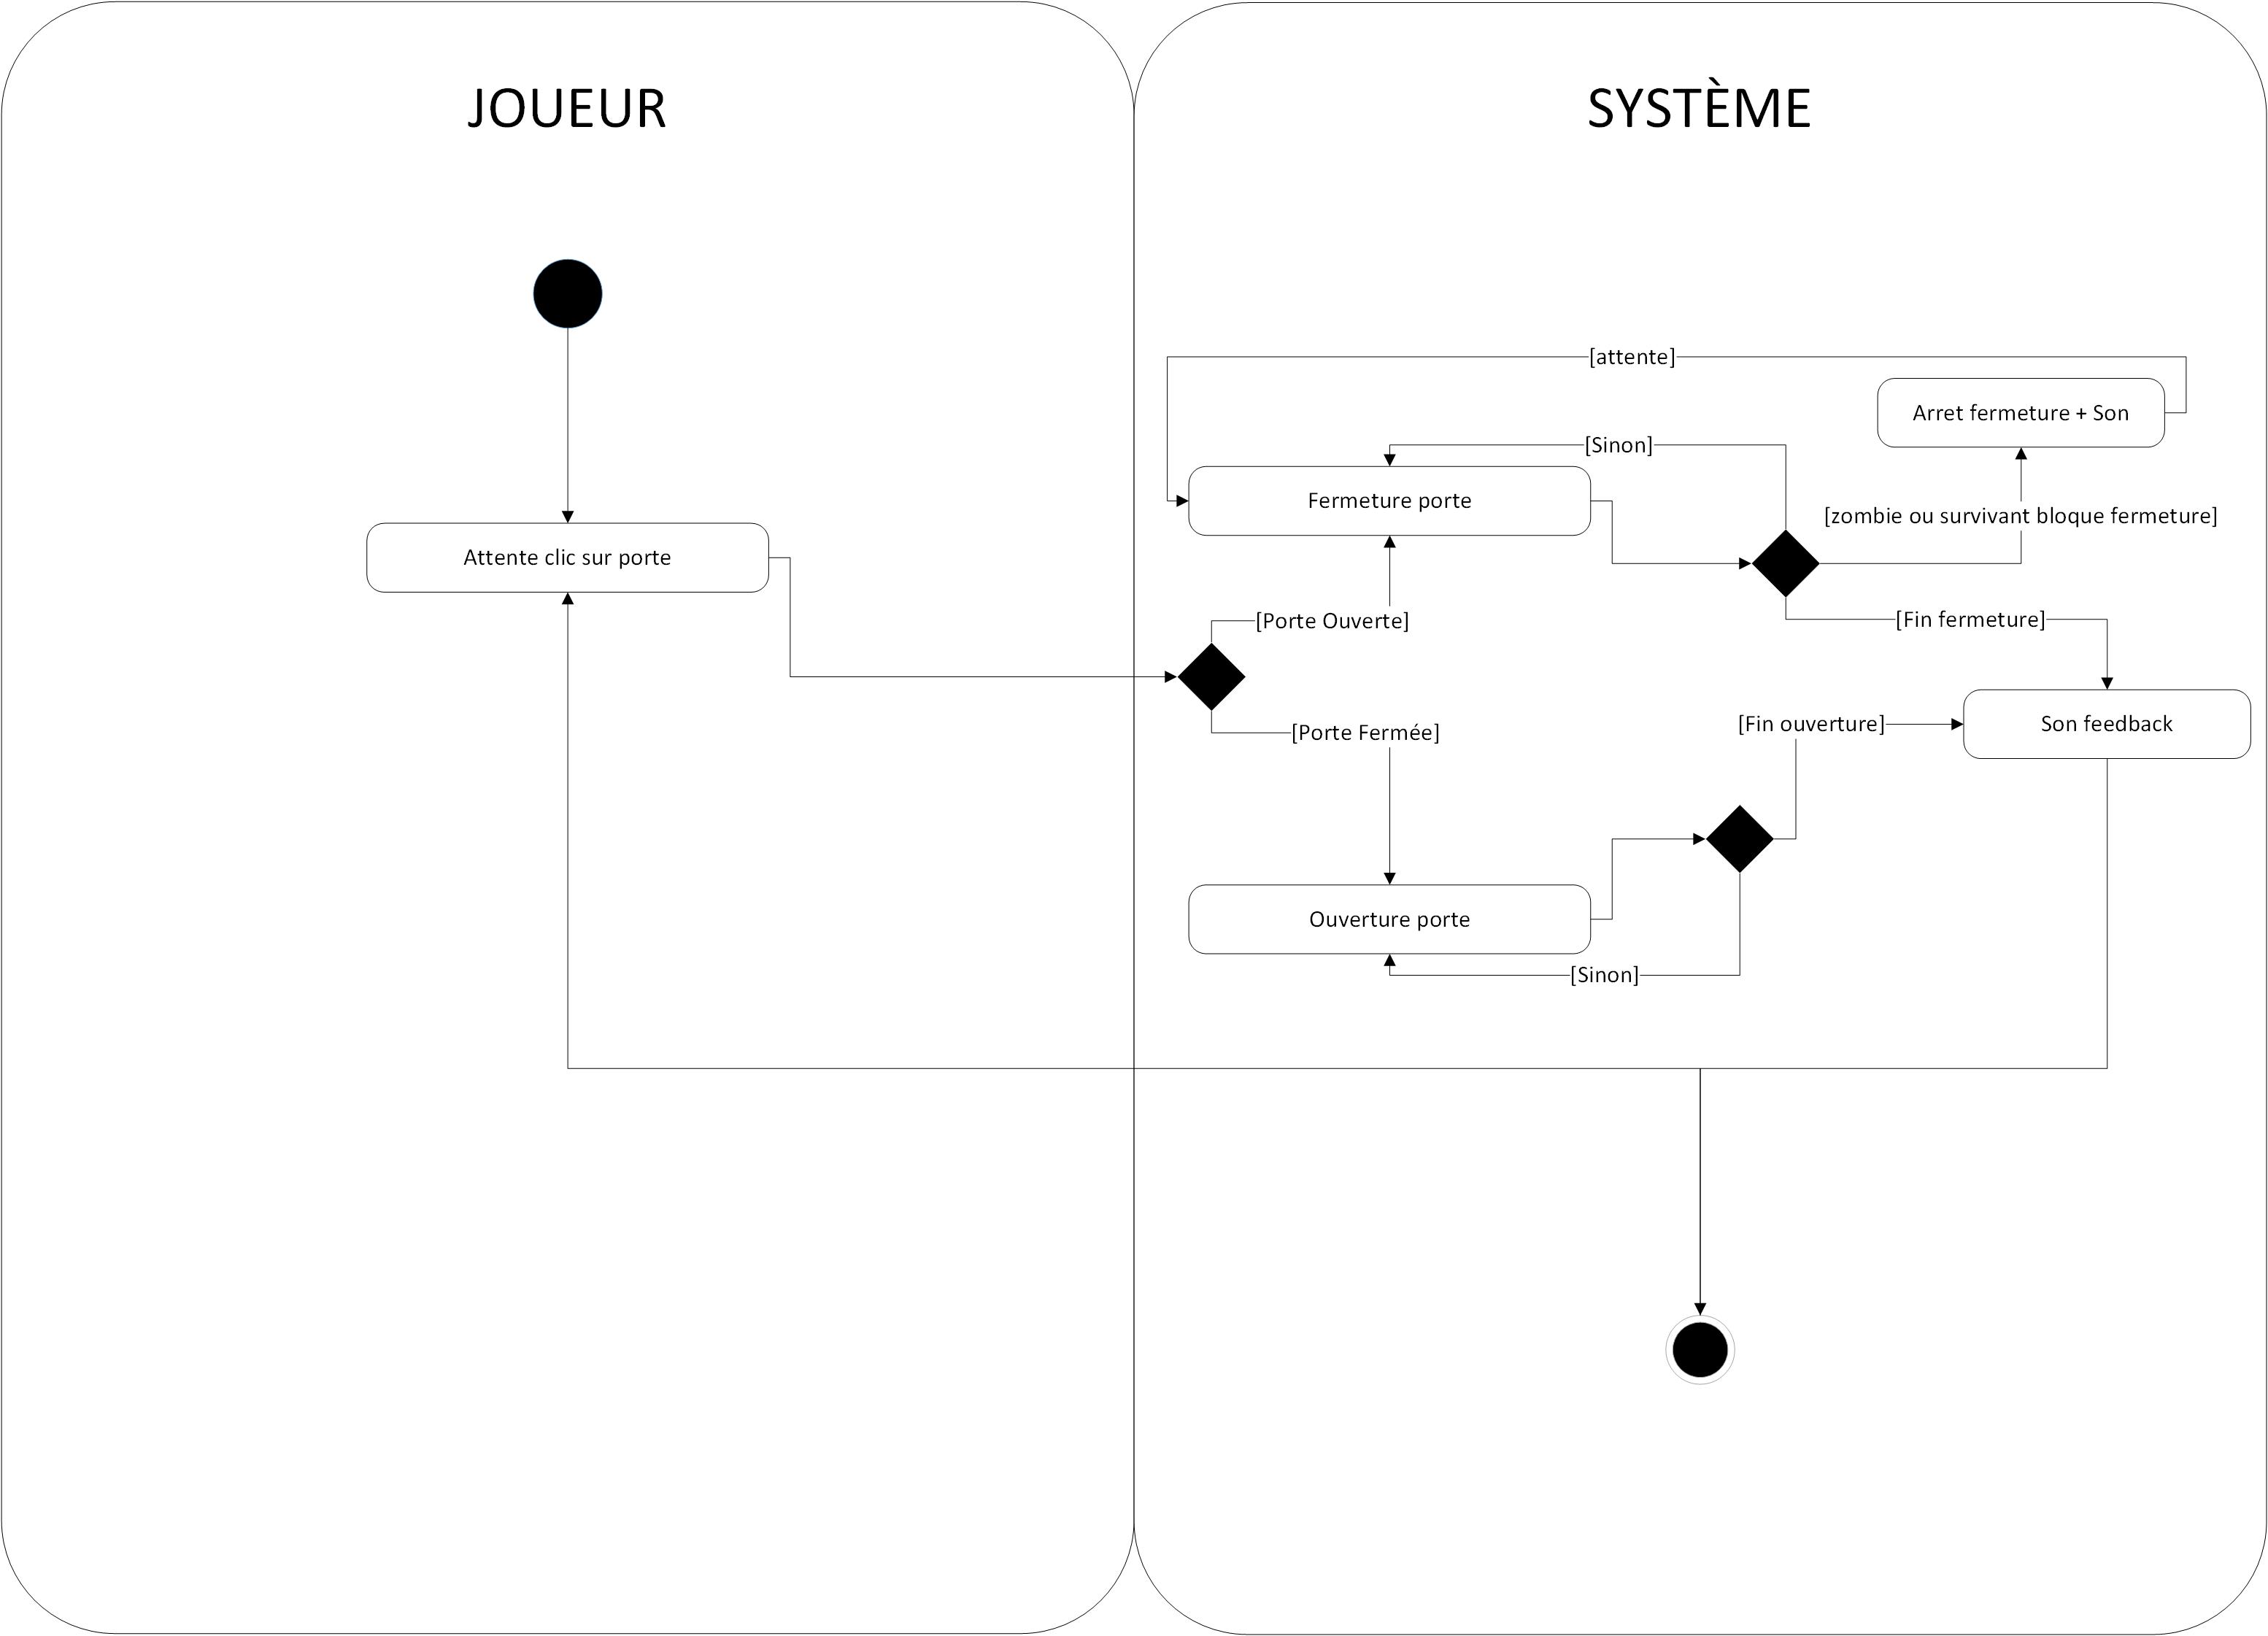 JOUEUR
SYSTÈME
[attente]
Arret fermeture + Son
[Sinon]
Fermeture porte
[zombie ou survivant bloque fermeture]
Attente clic sur porte
[Porte Ouverte]
[Fin fermeture]
[Porte Fermée]
[Fin ouverture]
Son feedback
Ouverture porte
[Sinon]